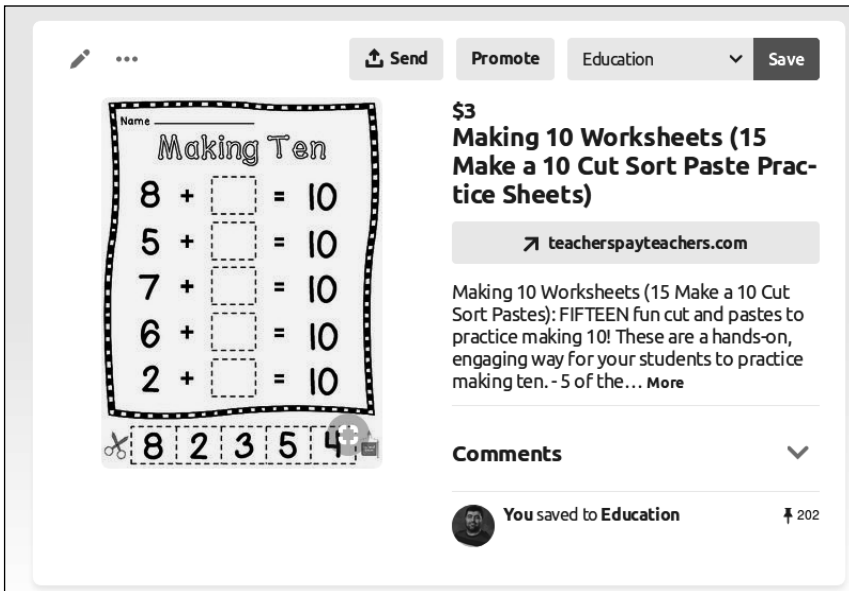 Send
Promote
Education
Save
Name
Making Ten
8 + = 10
5 + = 10
7 + = 10
6 + = 10
2 + = 10
8 2 3 5 4
$3
Making 10 Worksheets (15
Make a 10 Cut Sort Paste Prac-
tice Sheets)
teacherspayteachers.com
Making 10 Worksheets (15 Make a 10 Cut
Sort Pastes): FIFTEEN fun cut and pastes to
practice making 10! These are a hands-on,
engaging way for your students to practice
making ten. - 5 of the... More
Comments
You saved to Education
202